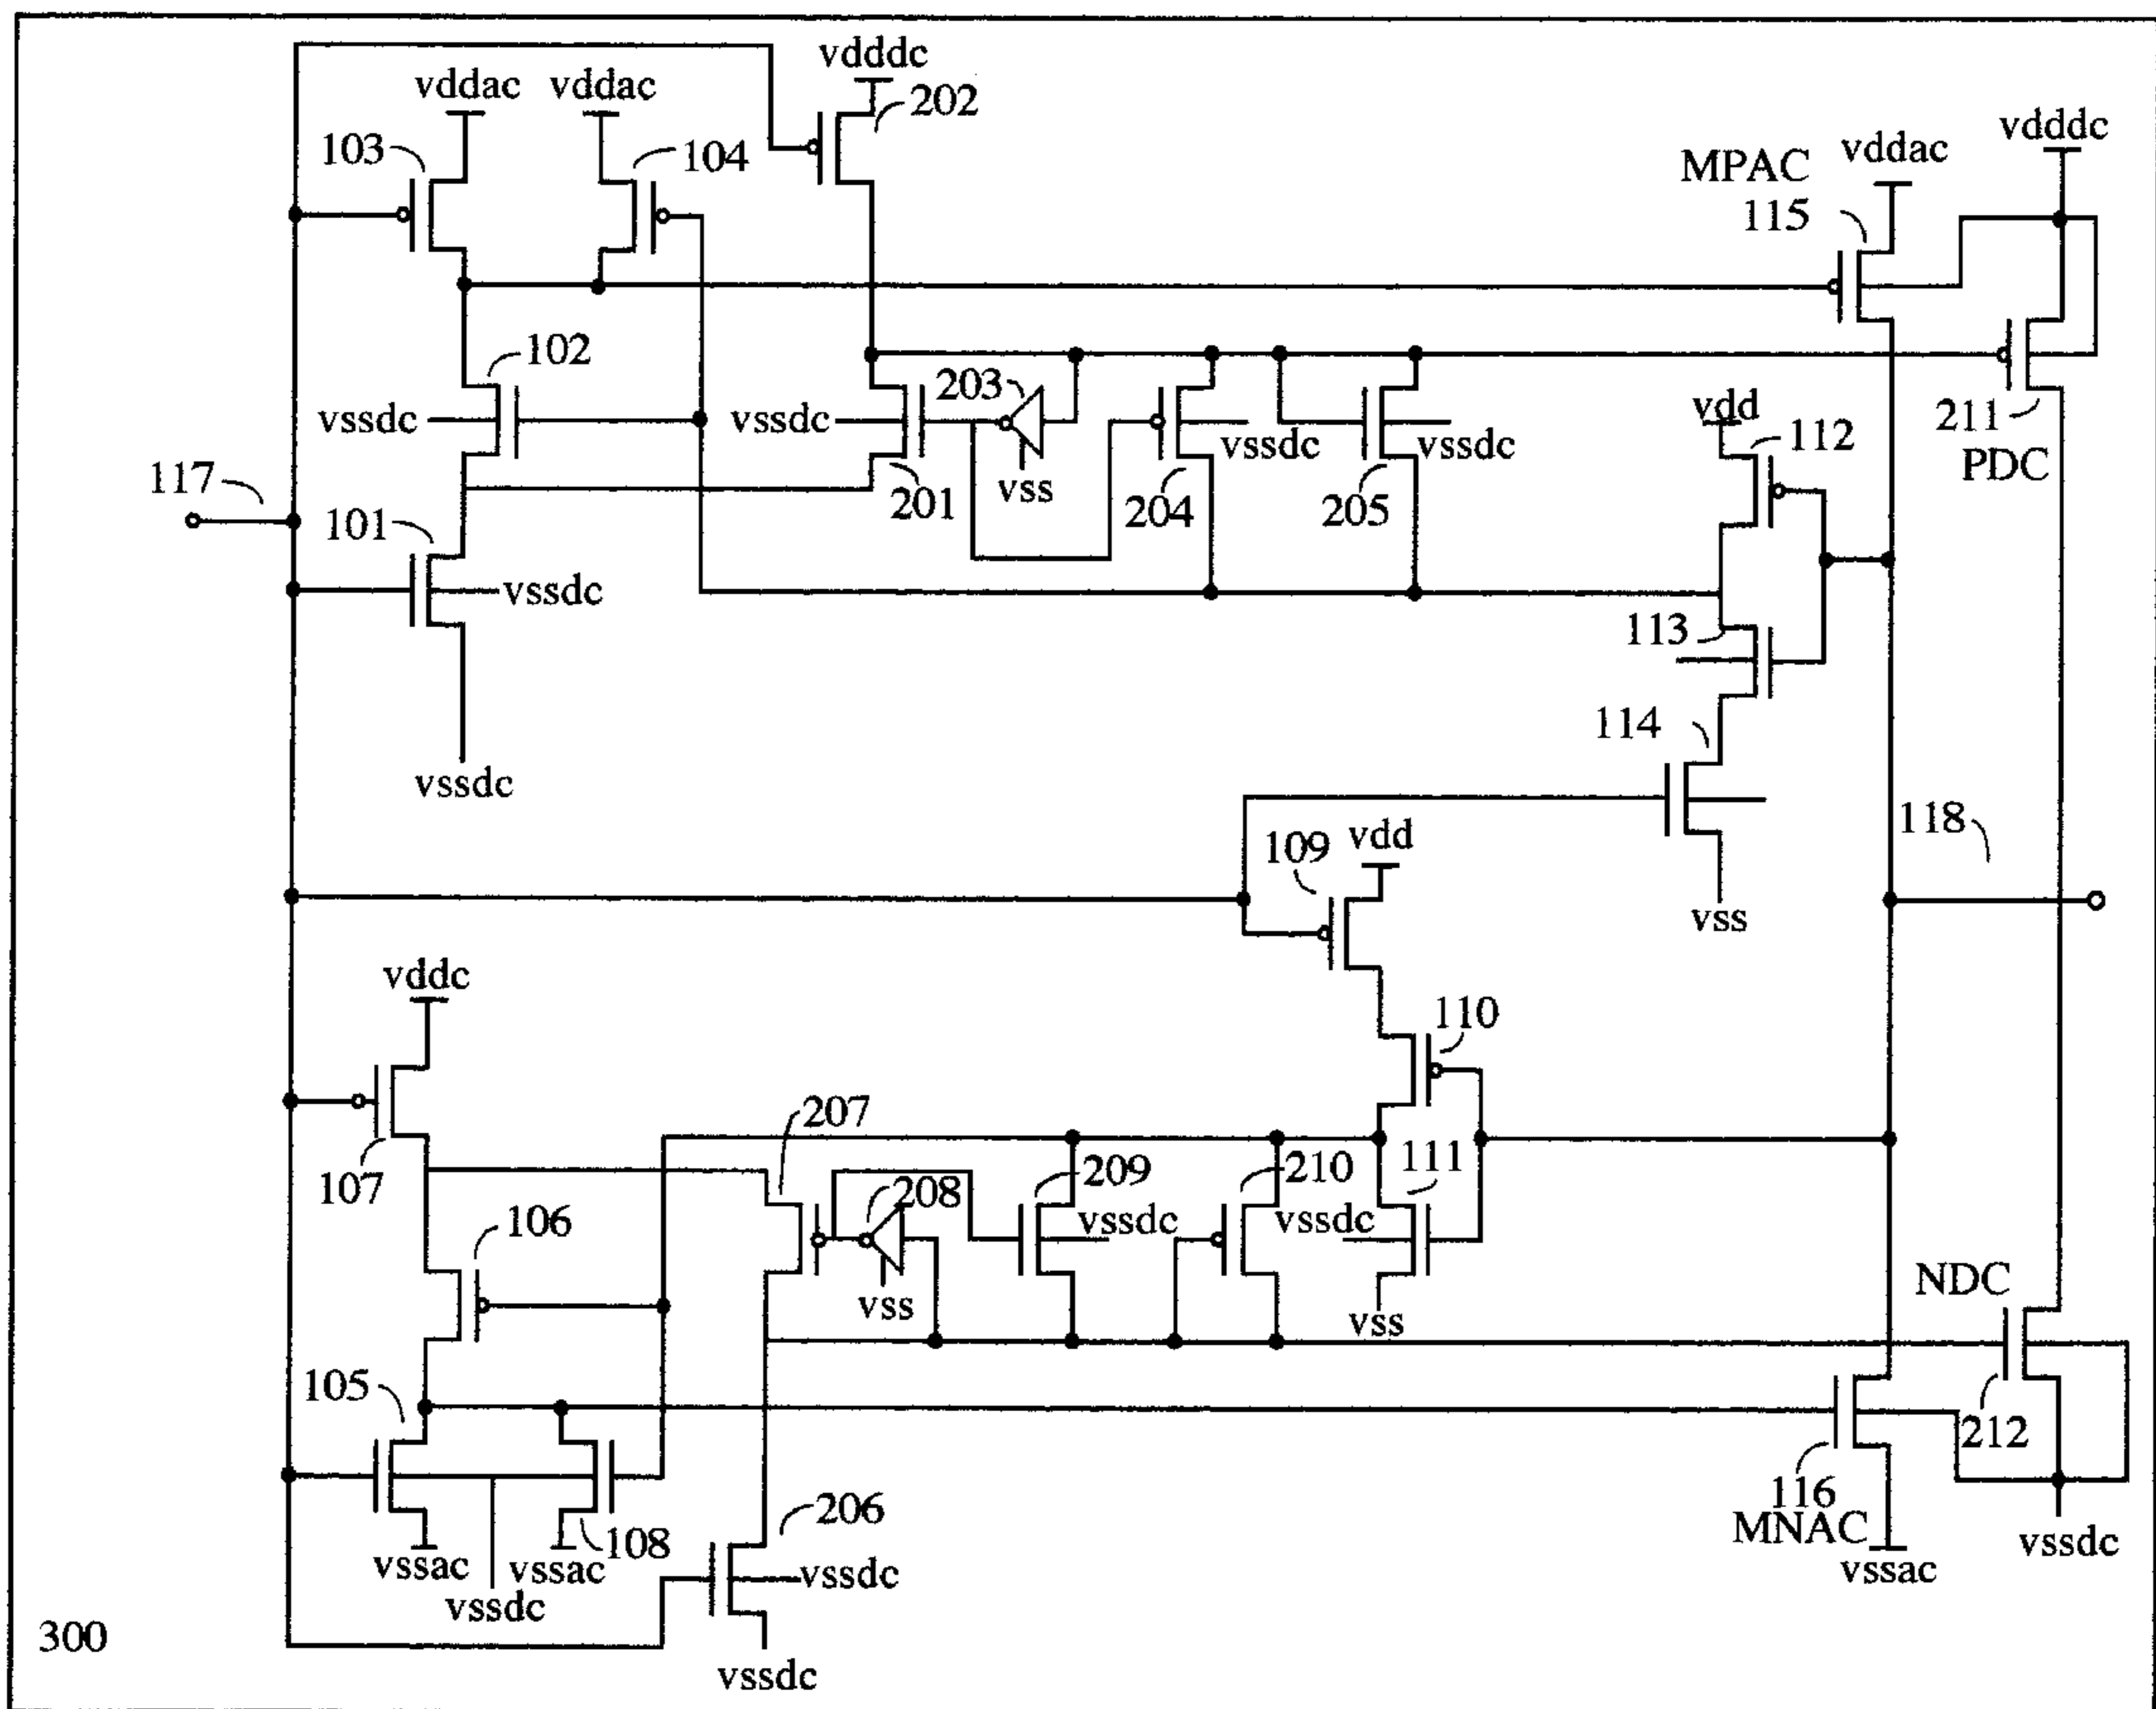 vdddc
vddac vddac
202
vdddc
103
104
MPAC
vddac
115
102
203
vdd
vssdc
vssdc
vssdc
vssdc
211
112
PDC
117
vss
201
204
205
101
vssdc
113
114
vssdc
118
109
vdd
vss
vddc
110
207
107
208
209
210
111
106
vssdc
vssdc
NDC
vss
vss
105
212
116
206
MNAC
108
vssac
vssac
vssdc
vssdc
vssac
vssdc
300
vssdc